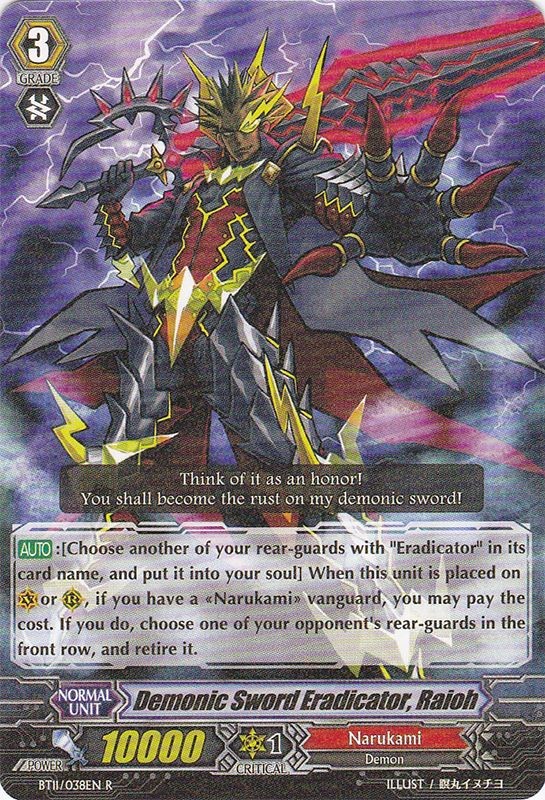 3
GRADE
Think of it as an honor!
You shall become the rust on my demonic sword!
AUTO :[Choose another of your rear-guards with "Eradicator" in its
card name, and put it into your soul] When this unit is placed on
V or R, if you have a «Narukami» vanguard, you may pay the
cost. If you do, choose one of your opponent's rear-guards in the
front row, and retire it.
NORMAL
UNIT
Demonic Sword Eradicator, Raioh
POWER
10000
1
CRITICAL
Narukami
Demon
BT11/038EN R
ILLUST / 眠丸イヌチヨ